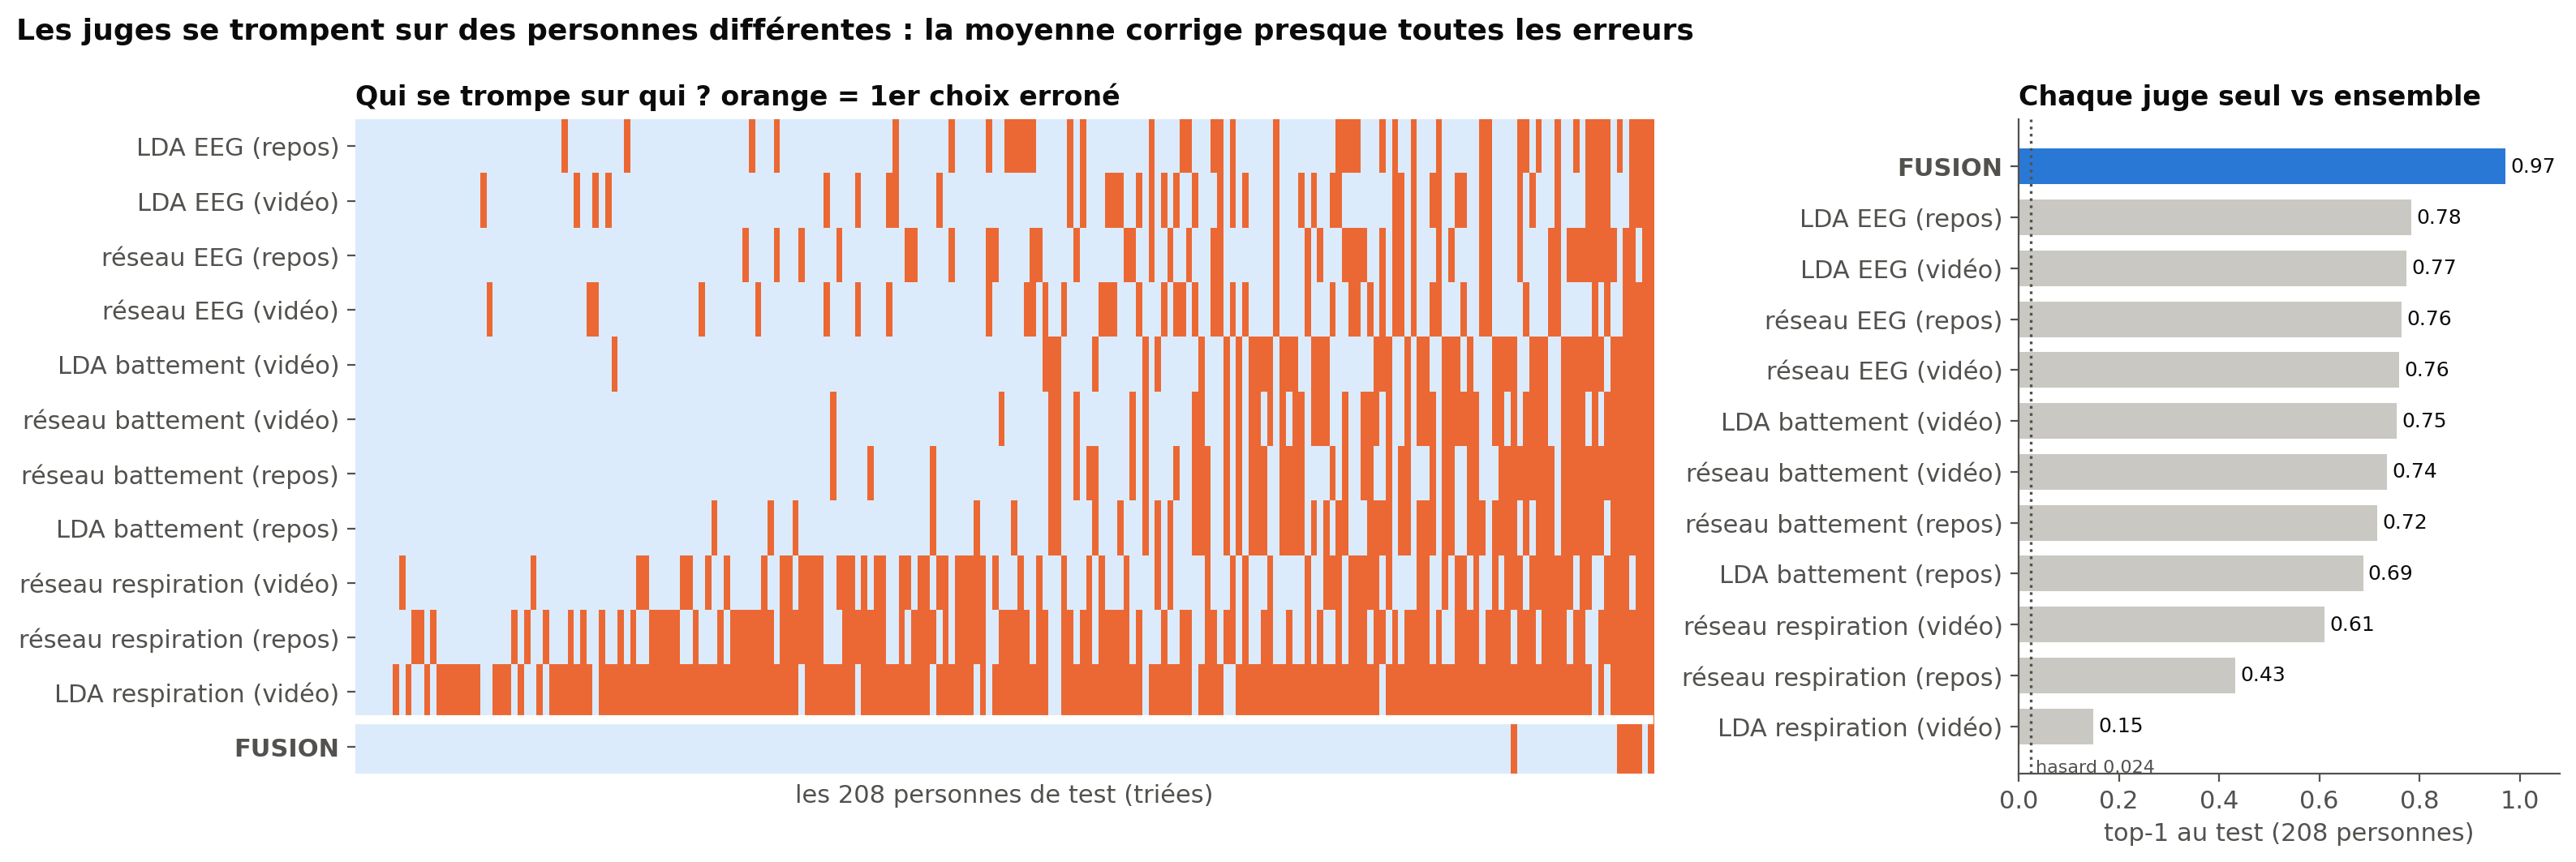 Les juges se trompent sur des personnes différentes : la moyenne corrige presque toutes les erreurs
Qui se trompe sur qui ? orange = 1er choix erroné
LDA EEG (repos)
LDA EEG (vidéo)
réseau EEG (repos)
réseau EEG (vidéo)
LDA battement (vidéo)
réseau battement (vidéo)
réseau battement (repos)
LDA battement (repos)
réseau respiration (vidéo)
réseau respiration (repos)
LDA respiration (vidéo)
FUSION
les 208 personnes de test (triées)
Chaque juge seul vs ensemble
FUSION 0.97
LDA EEG (repos) 0.78
LDA EEG (vidéo) 0.77
réseau EEG (repos) 0.76
réseau EEG (vidéo) 0.76
LDA battement (vidéo) 0.75
réseau battement (vidéo) 0.74
réseau battement (repos) 0.72
LDA battement (repos) 0.69
réseau respiration (vidéo) 0.61
réseau respiration (repos) 0.43
LDA respiration (vidéo) 0.15
hasard 0.024
0.0 0.2 0.4 0.6 0.8 1.0
top-1 au test (208 personnes)